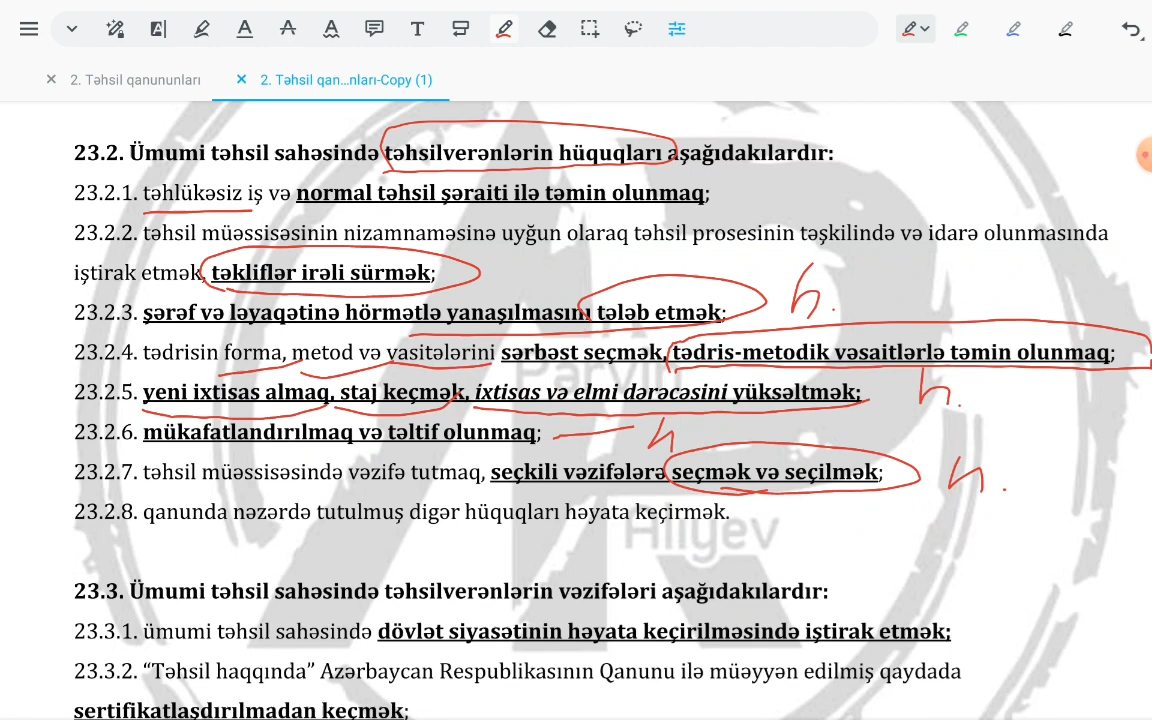 2. Təhsil qanununları
2. Təhsil qan...nları-Copy (1)
23.2. Ümumi təhsil sahəsində təhsilverənlərin hüquqları aşağıdakılardır:
23.2.1. təhlükəsiz iş və normal təhsil şəraiti ilə təmin olunmaq;
23.2.2. təhsil müəssisəsinin nizamnaməsinə uyğun olaraq təhsil prosesinin təşkilində və idarə olunmasında
iştirak etmək, təkliflər irəli sürmək;
23.2.3. şərəf və ləyaqətinə hörmətlə yanaşılmasını tələb etmək;
h.
23.2.4. tədrisin forma, metod və vasitələrini sərbəst seçmək, tədris-metodik vəsaitlərlə təmin olunmaq;
23.2.5. yeni ixtisas almaq, staj keçmək, ixtisas və elmi dərəcəsini yüksəltmək;
h.
23.2.6. mükafatlandırılmaq və təltif olunmaq;
h
23.2.7. təhsil müəssisəsində vəzifə tutmaq, seçkili vəzifələrə seçmək və seçilmək;
h.
23.2.8. qanunda nəzərdə tutulmuş digər hüquqları həyata keçirmək.
23.3. Ümumi təhsil sahəsində təhsilverənlərin vəzifələri aşağıdakılardır:
23.3.1. ümumi təhsil sahəsində dövlət siyasətinin həyata keçirilməsində iştirak etmək;
23.3.2. “Təhsil haqqında” Azərbaycan Respublikasının Qanunu ilə müəyyən edilmiş qaydada
sertifikatlaşdırılmadan keçmək;